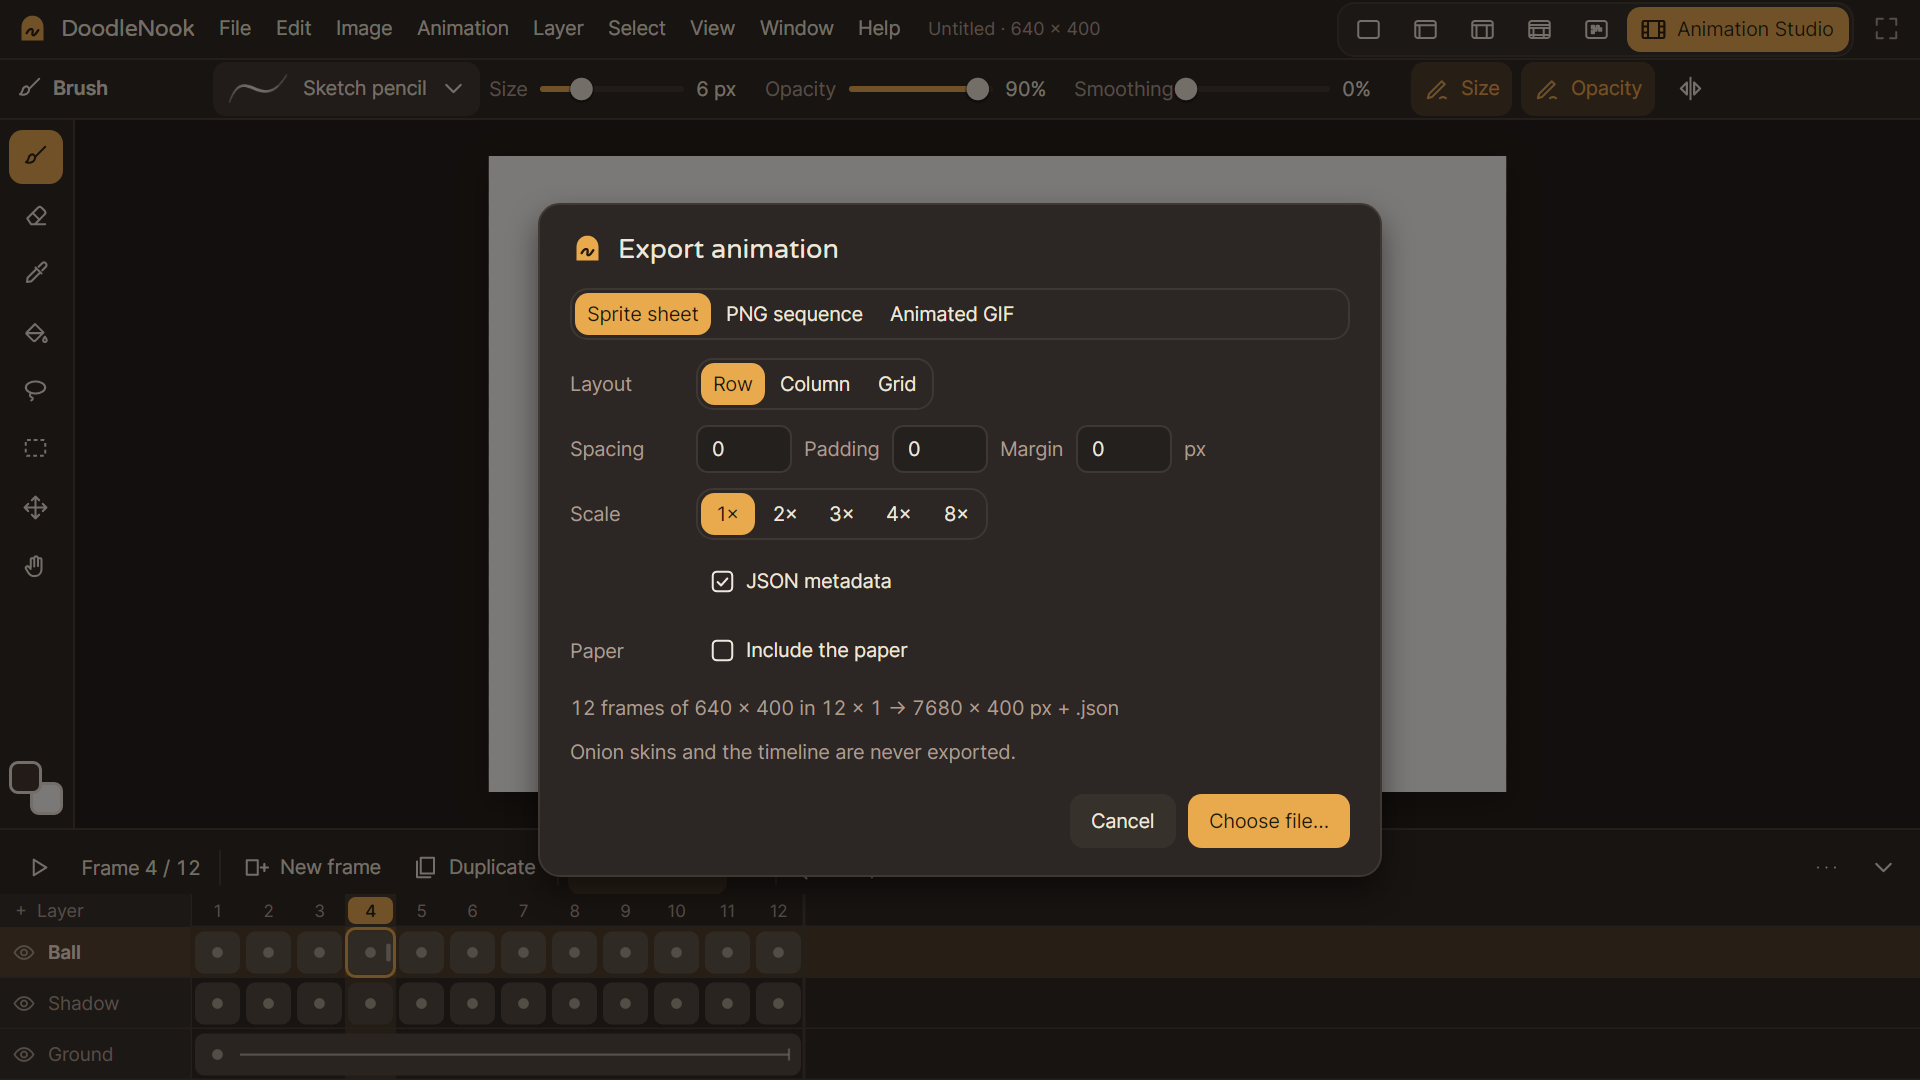 DoodleNook File Edit Image Animation Layer Select View Window Help Untitled · 640 × 400 Animation Studio
Brush Sketch pencil Size 6 px Opacity 90% Smoothing 0% Size Opacity
Export animation
Sprite sheet PNG sequence Animated GIF
Layout Row Column Grid
Spacing 0 Padding 0 Margin 0 px
Scale 1× 2× 3× 4× 8×
JSON metadata
Paper Include the paper
12 frames of 640 × 400 in 12 × 1 → 7680 × 400 px + .json
Onion skins and the timeline are never exported.
Cancel Choose file...
Frame 4 / 12 New frame Duplicate ...
+ Layer 1 2 3 4 5 6 7 8 9 10 11 12
Ball
Shadow
Ground